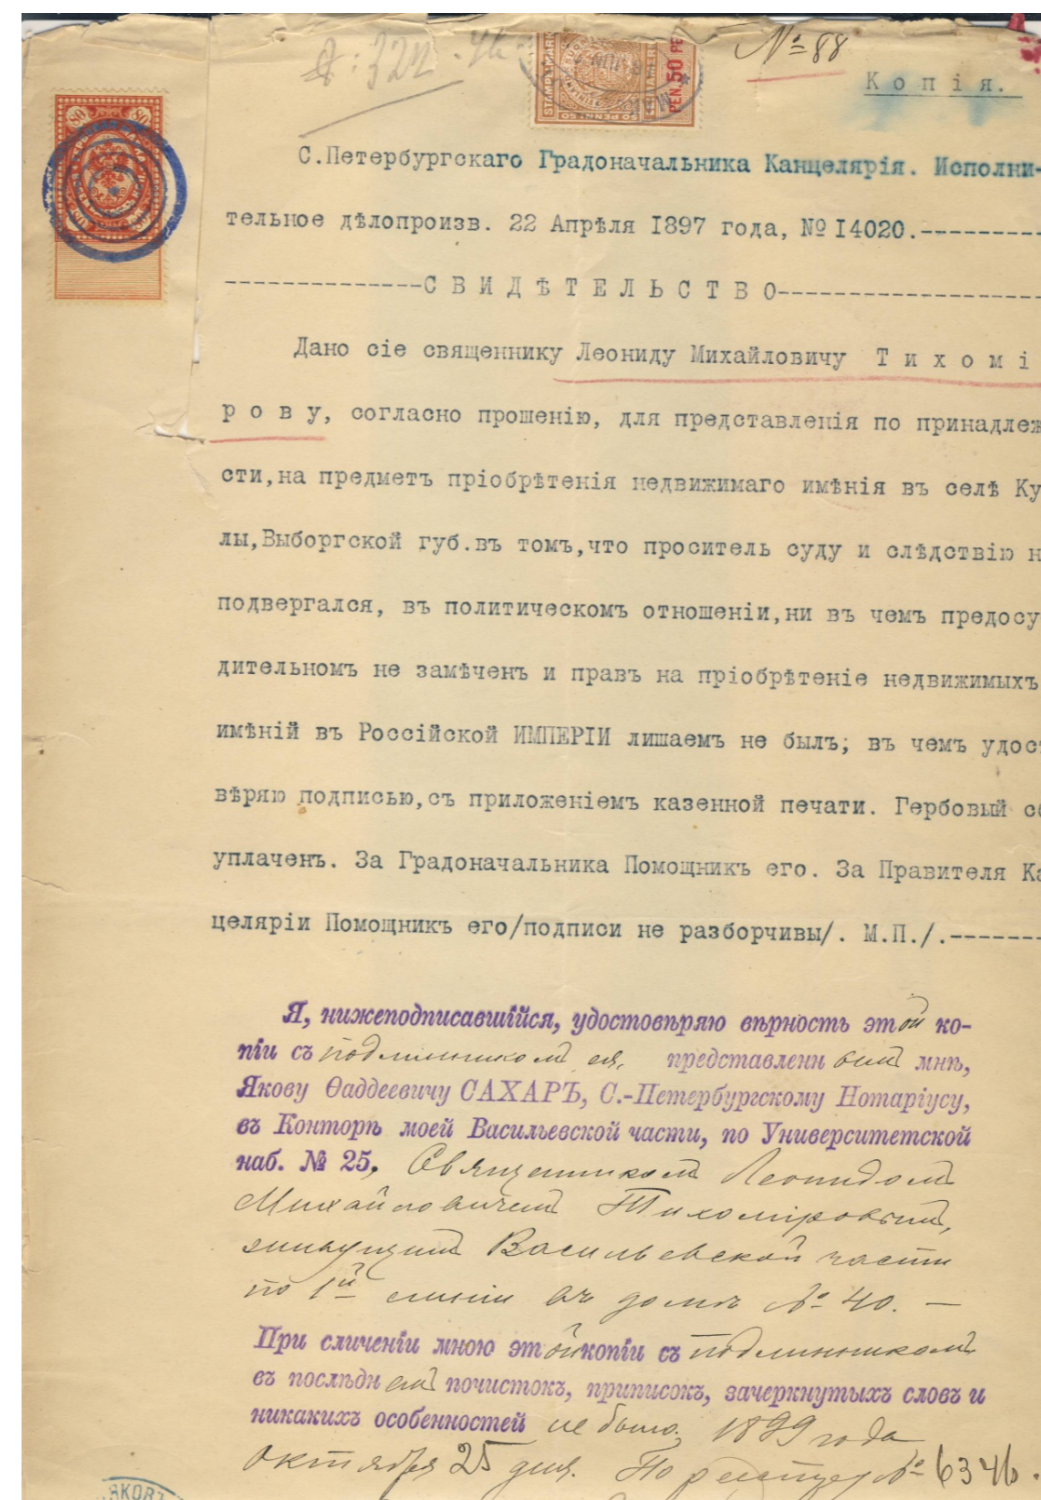 № 88
Копія.
С.Петербургскаго Градоначальника Канцелярія. Исполни-
тельное дѣлопроизв. 22 Апрѣля 1897 года, № 14020.----------
--------------СВИДѢТЕЛЬСТВО-------------------
Дано сіе священнику Леониду Михайловичу Тихомі
рову, согласно прошенію, для представленія по принадлеж
сти,на предметъ пріобрѣтенія недвижимаго имѣнія въ селѣ Ку
лы,Выборгской губ.въ томъ,что проситель суду и слѣдствію н
подвергался, въ политическомъ отношеніи,ни въ чемъ предосу
дительномъ не замѣченъ и правъ на пріобрѣтеніе недвижимыхъ
имѣній въ Россійской ИМПЕРІИ лишаемъ не былъ; въ чемъ удост
вѣряю подписью,съ приложеніемъ казенной печати. Гербовый сб
уплаченъ. За Градоначальника Помощникъ его. За Правителя Ка
целяріи Помощникъ его/подписи не разборчивы/. М.П./.--------
Я, нижеподписавшійся, удостовѣряю вѣрность этой ко-
піи съ подлинникомъ ея, представленнымъ мнѣ,
Якову Ѳаддеевичу САХАРЪ, С.-Петербургскому Нотаріусу,
въ Конторѣ моей Васильевской части, по Университетской
наб. № 25, Священникомъ Леонидомъ
Михайловичемъ Тихоміровымъ,
живущимъ Васильевской части
по 1й линіи въ домѣ № 40. —
При сличеніи мною этой копіи съ подлинникомъ
въ послѣднемъ почистокъ, приписокъ, зачеркнутыхъ словъ и
никакихъ особенностей не было. 1899 года
Октября 25 дня. По реестру № 6346.